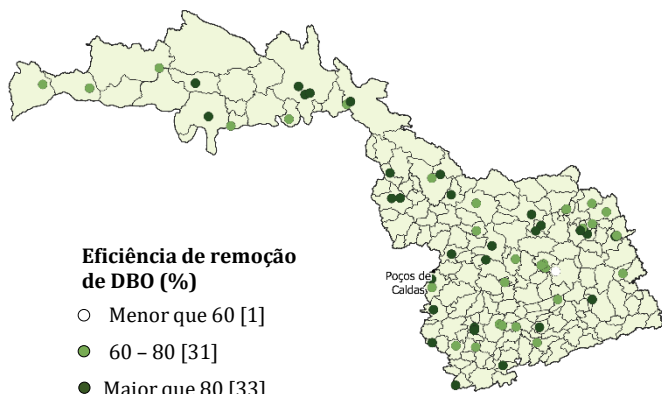 Eficiência de remoção
de DBO (%)
Menor que 60 [1]
60 – 80 [31]
Maior que 80 [33]
Poços de
Caldas